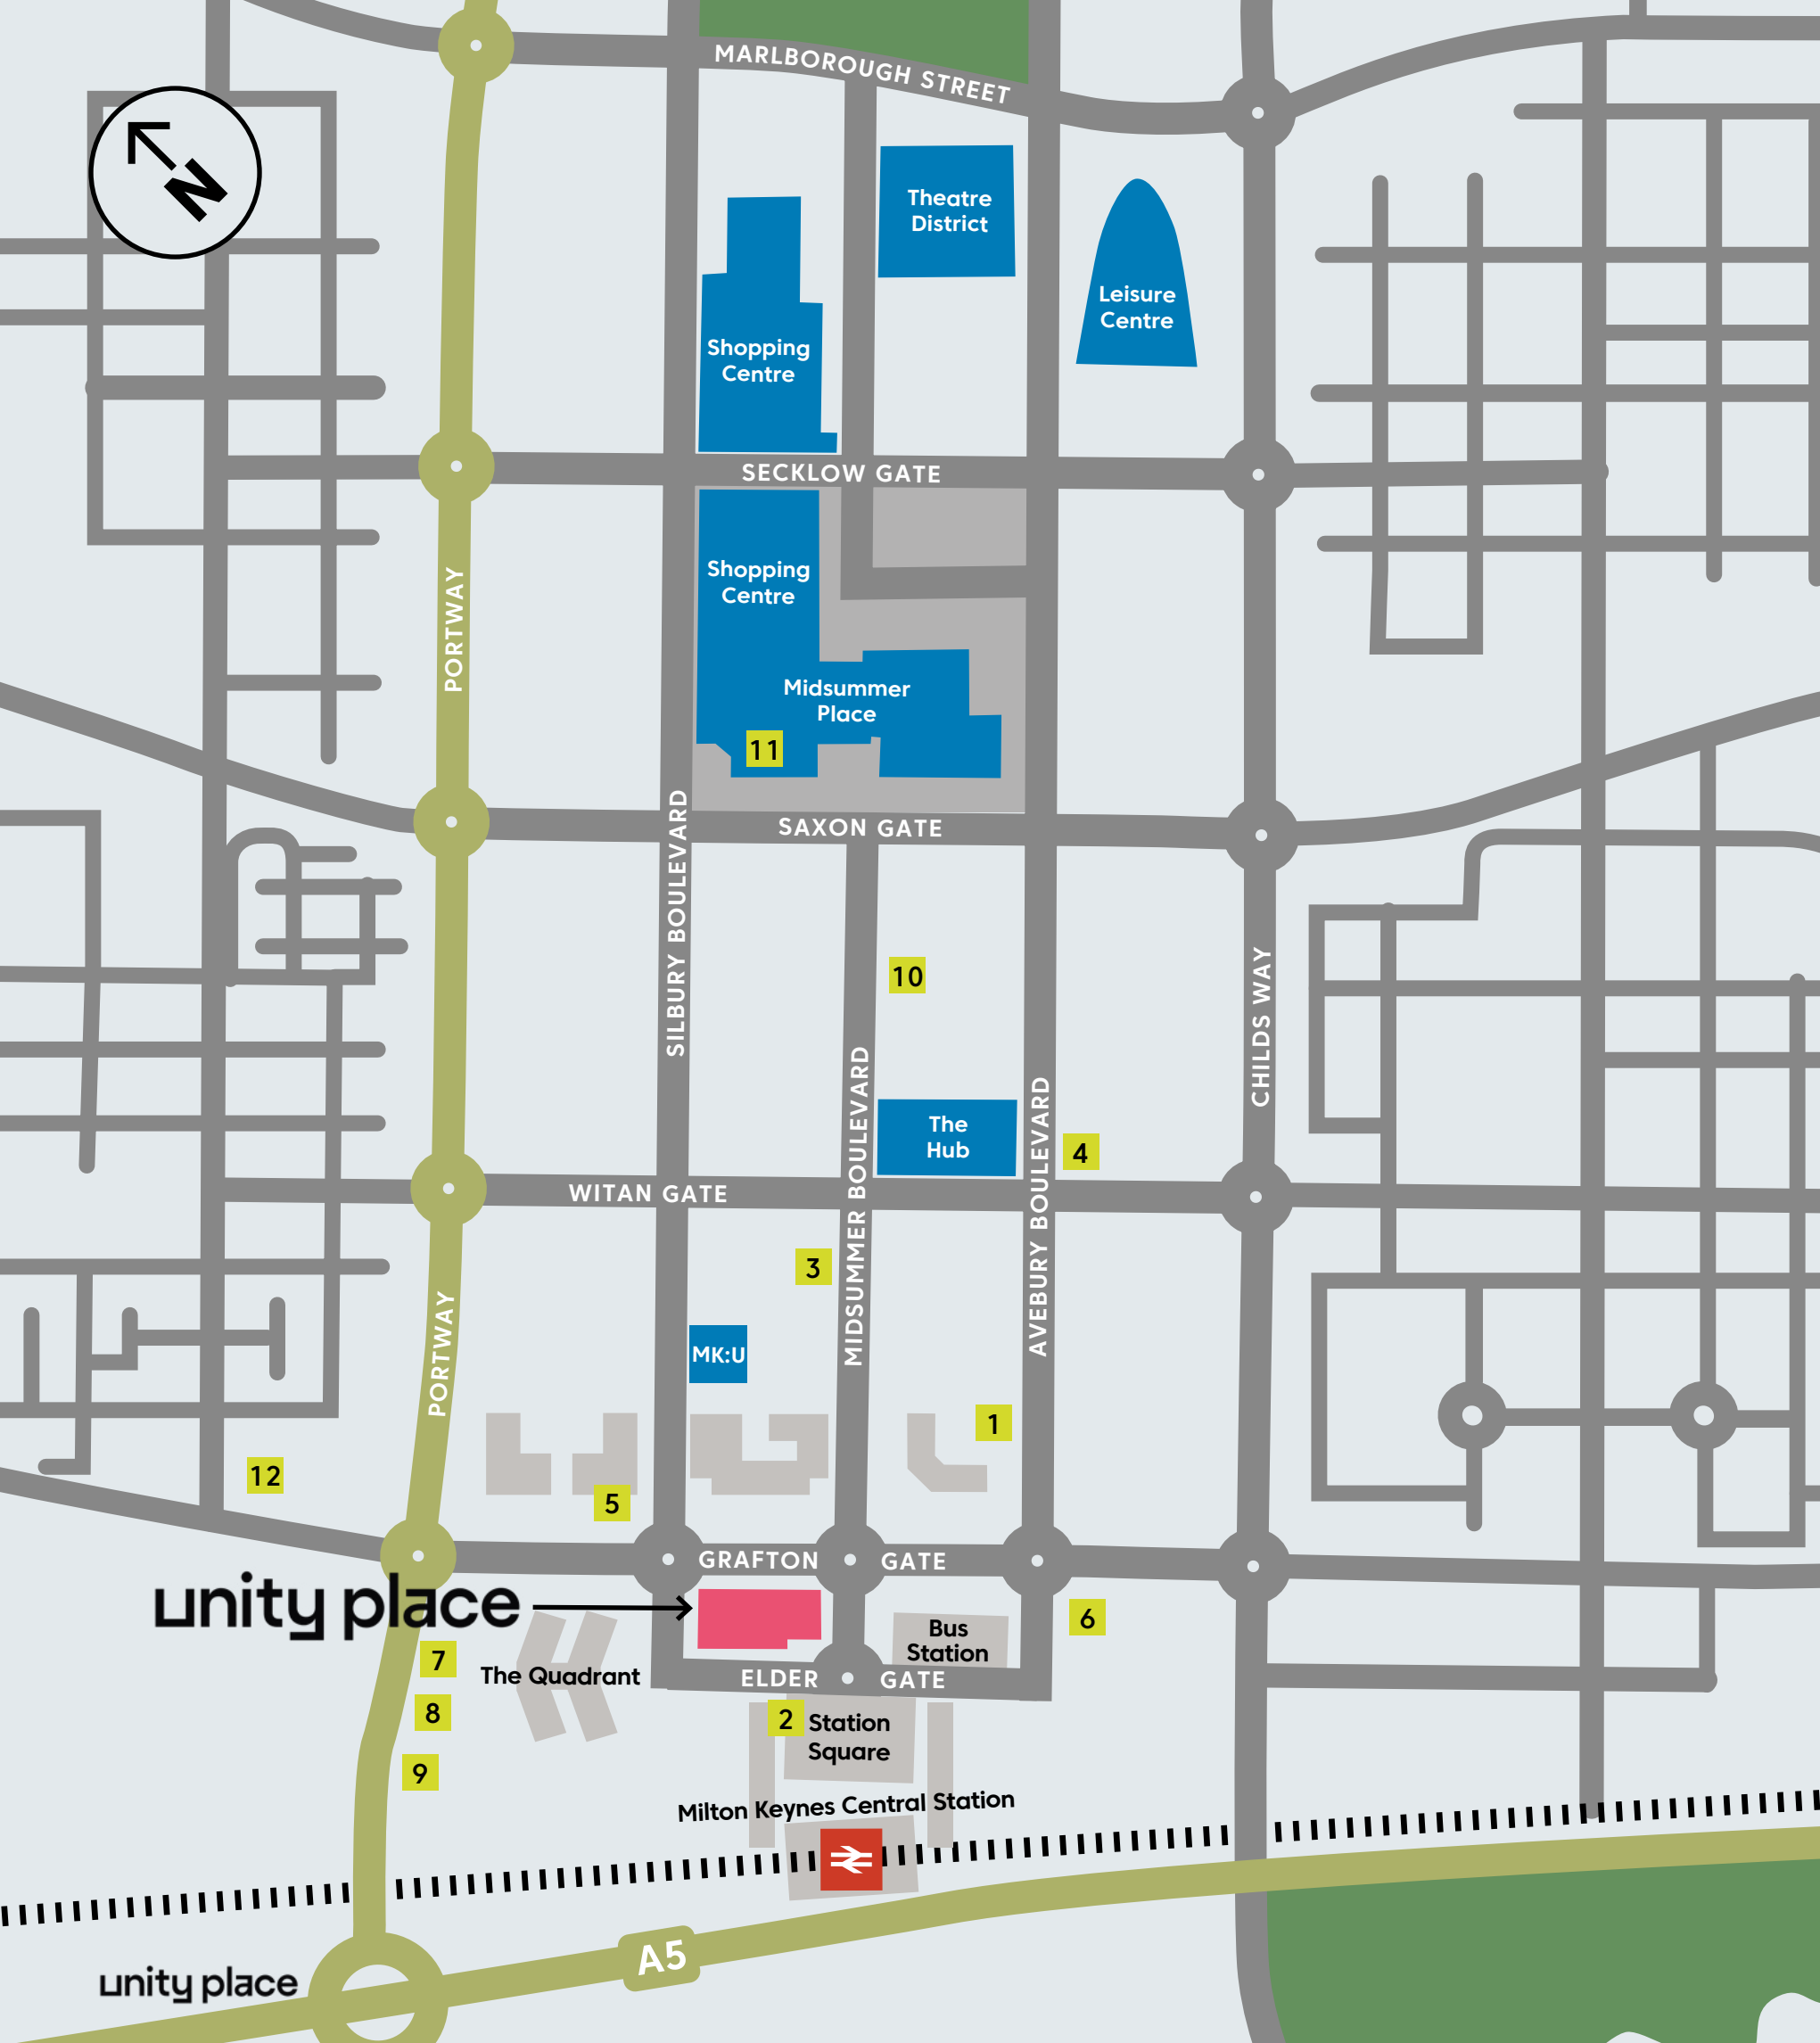 MARLBOROUGH STREET
N
Theatre
District
Leisure
Centre
Shopping
Centre
SECKLOW GATE
PORTWAY
Shopping
Centre
Midsummer
Place
11
SILBURY BOULEVARD
SAXON GATE
10
CHILDS WAY
MIDSUMMER BOULEVARD
AVEBURY BOULEVARD
The
Hub
4
WITAN GATE
3
PORTWAY
MK:U
1
12
5
GRAFTON GATE
unity place
6
Bus
Station
7
The Quadrant
ELDER GATE
8
2
Station
Square
9
Milton Keynes Central Station
A5
unity place